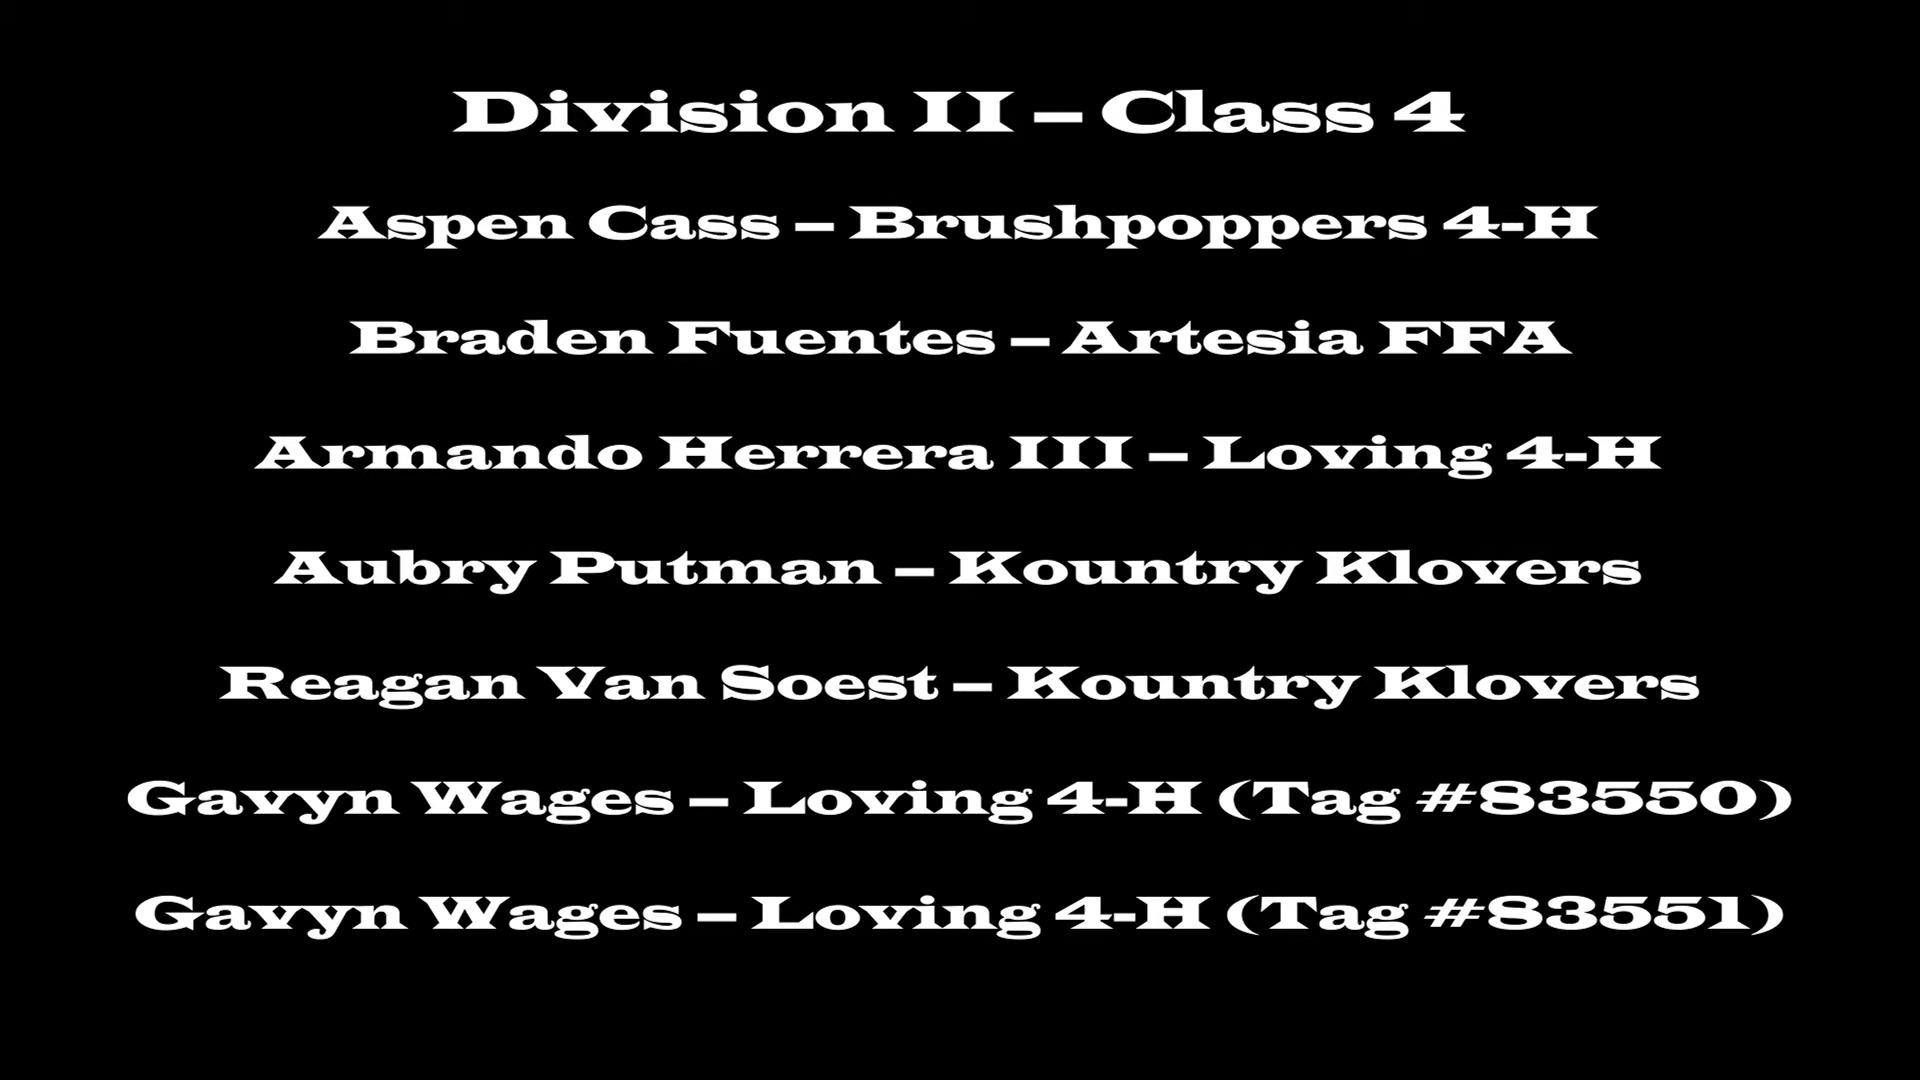 Division II – Class 4
Aspen Cass – Brushpoppers 4-H
Braden Fuentes – Artesia FFA
Armando Herrera III – Loving 4-H
Aubry Putman – Kountry Klovers
Reagan Van Soest – Kountry Klovers
Gavyn Wages – Loving 4-H (Tag #83550)
Gavyn Wages – Loving 4-H (Tag #83551)